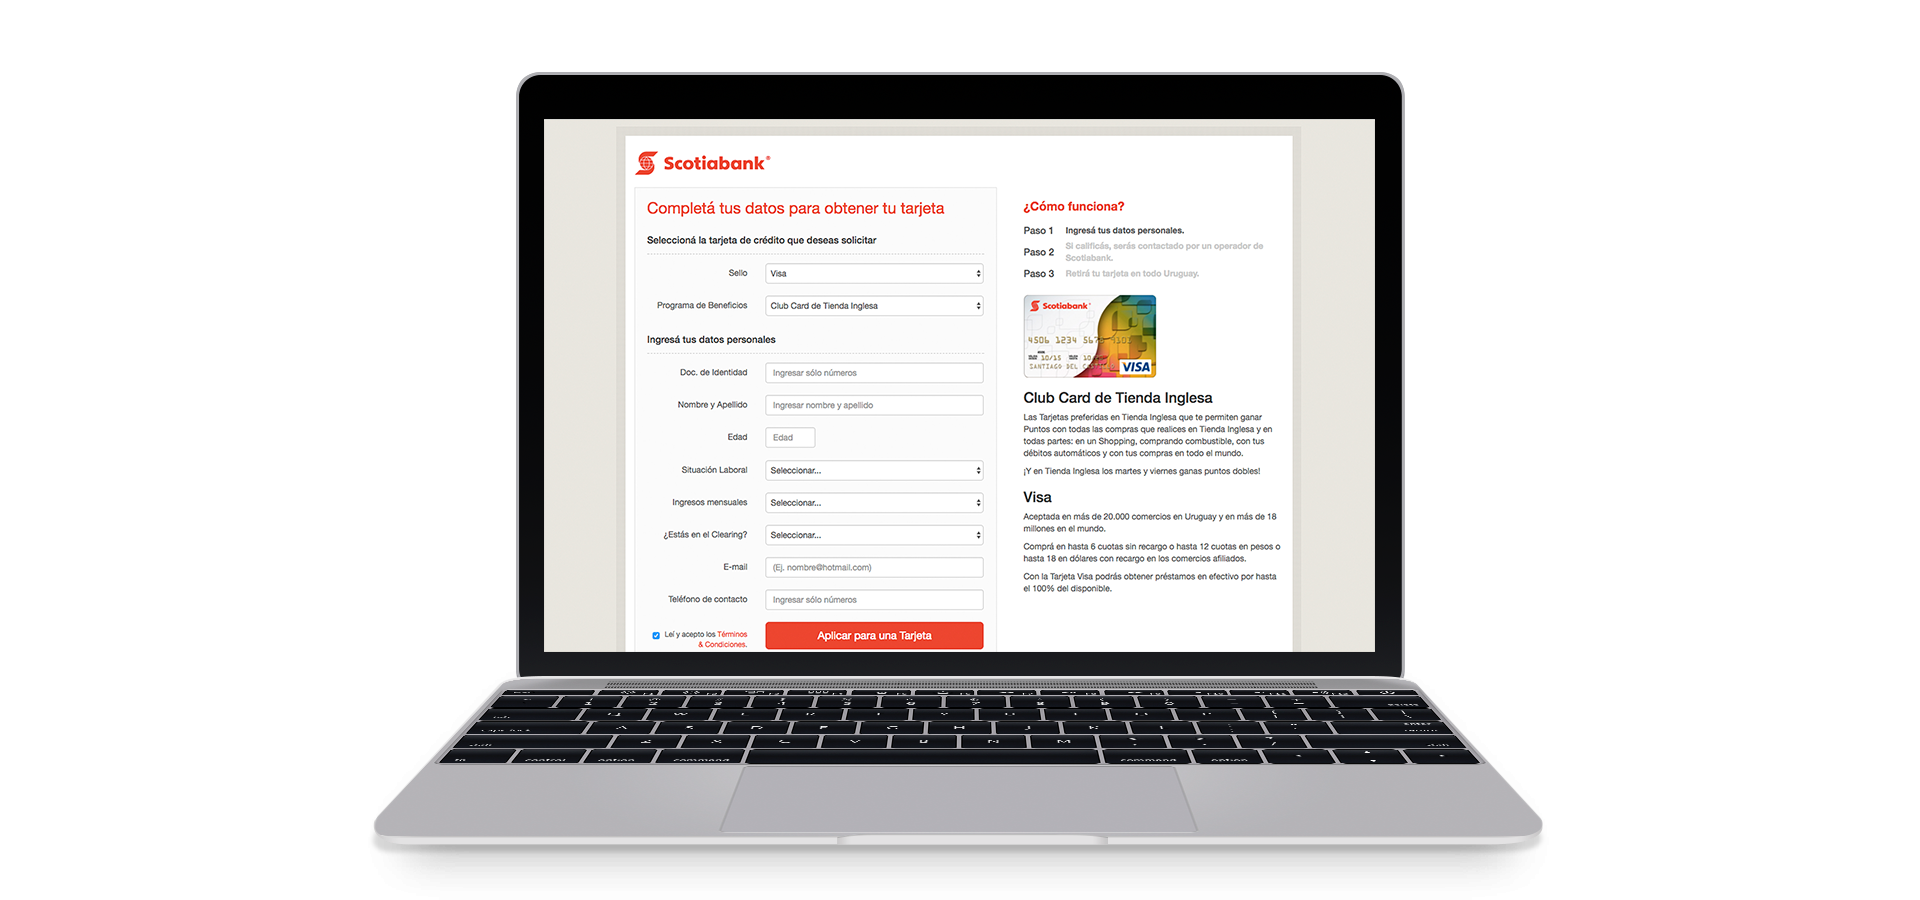 Scotiabank®
Completá tus datos para obtener tu tarjeta
Seleccioná la tarjeta de crédito que deseas solicitar
Sello
Visa
Programa de Beneficios
Club Card de Tienda Inglesa
Ingresá tus datos personales
Doc. de Identidad
Ingresar sólo números
Nombre y Apellido
Ingresar nombre y apellido
Edad
Edad
Situación Laboral
Seleccionar...
Ingresos mensuales
Seleccionar...
¿Estás en el Clearing?
Seleccionar...
E-mail
(Ej. nombre@hotmail.com)
Teléfono de contacto
Ingresar sólo números
Leí y acepto los Términos
& Condiciones.
Aplicar para una Tarjeta
¿Cómo funciona?
Paso 1 Ingresá tus datos personales.
Paso 2 Si calificás, serás contactado por un operador de
Scotiabank.
Paso 3 Retirá tu tarjeta en todo Uruguay.
Scotiabank®
4506 1234
10/15
SANTIAGO DEL
VISA
Club Card de Tienda Inglesa
Las Tarjetas preferidas en Tienda Inglesa que te permiten ganar
Puntos con todas las compras que realices en Tienda Inglesa y en
todas partes: en un Shopping, comprando combustible, con tus
débitos automáticos y con tus compras en todo el mundo.
¡Y en Tienda Inglesa los martes y viernes ganas puntos dobles!
Visa
Aceptada en más de 20.000 comercios en Uruguay y en más de 18
millones en el mundo.
Comprá en hasta 6 cuotas sin recargo o hasta 12 cuotas en pesos o
hasta 18 en dólares con recargo en los comercios afiliados.
Con la Tarjeta Visa podrás obtener préstamos en efectivo por hasta
el 100% del disponible.